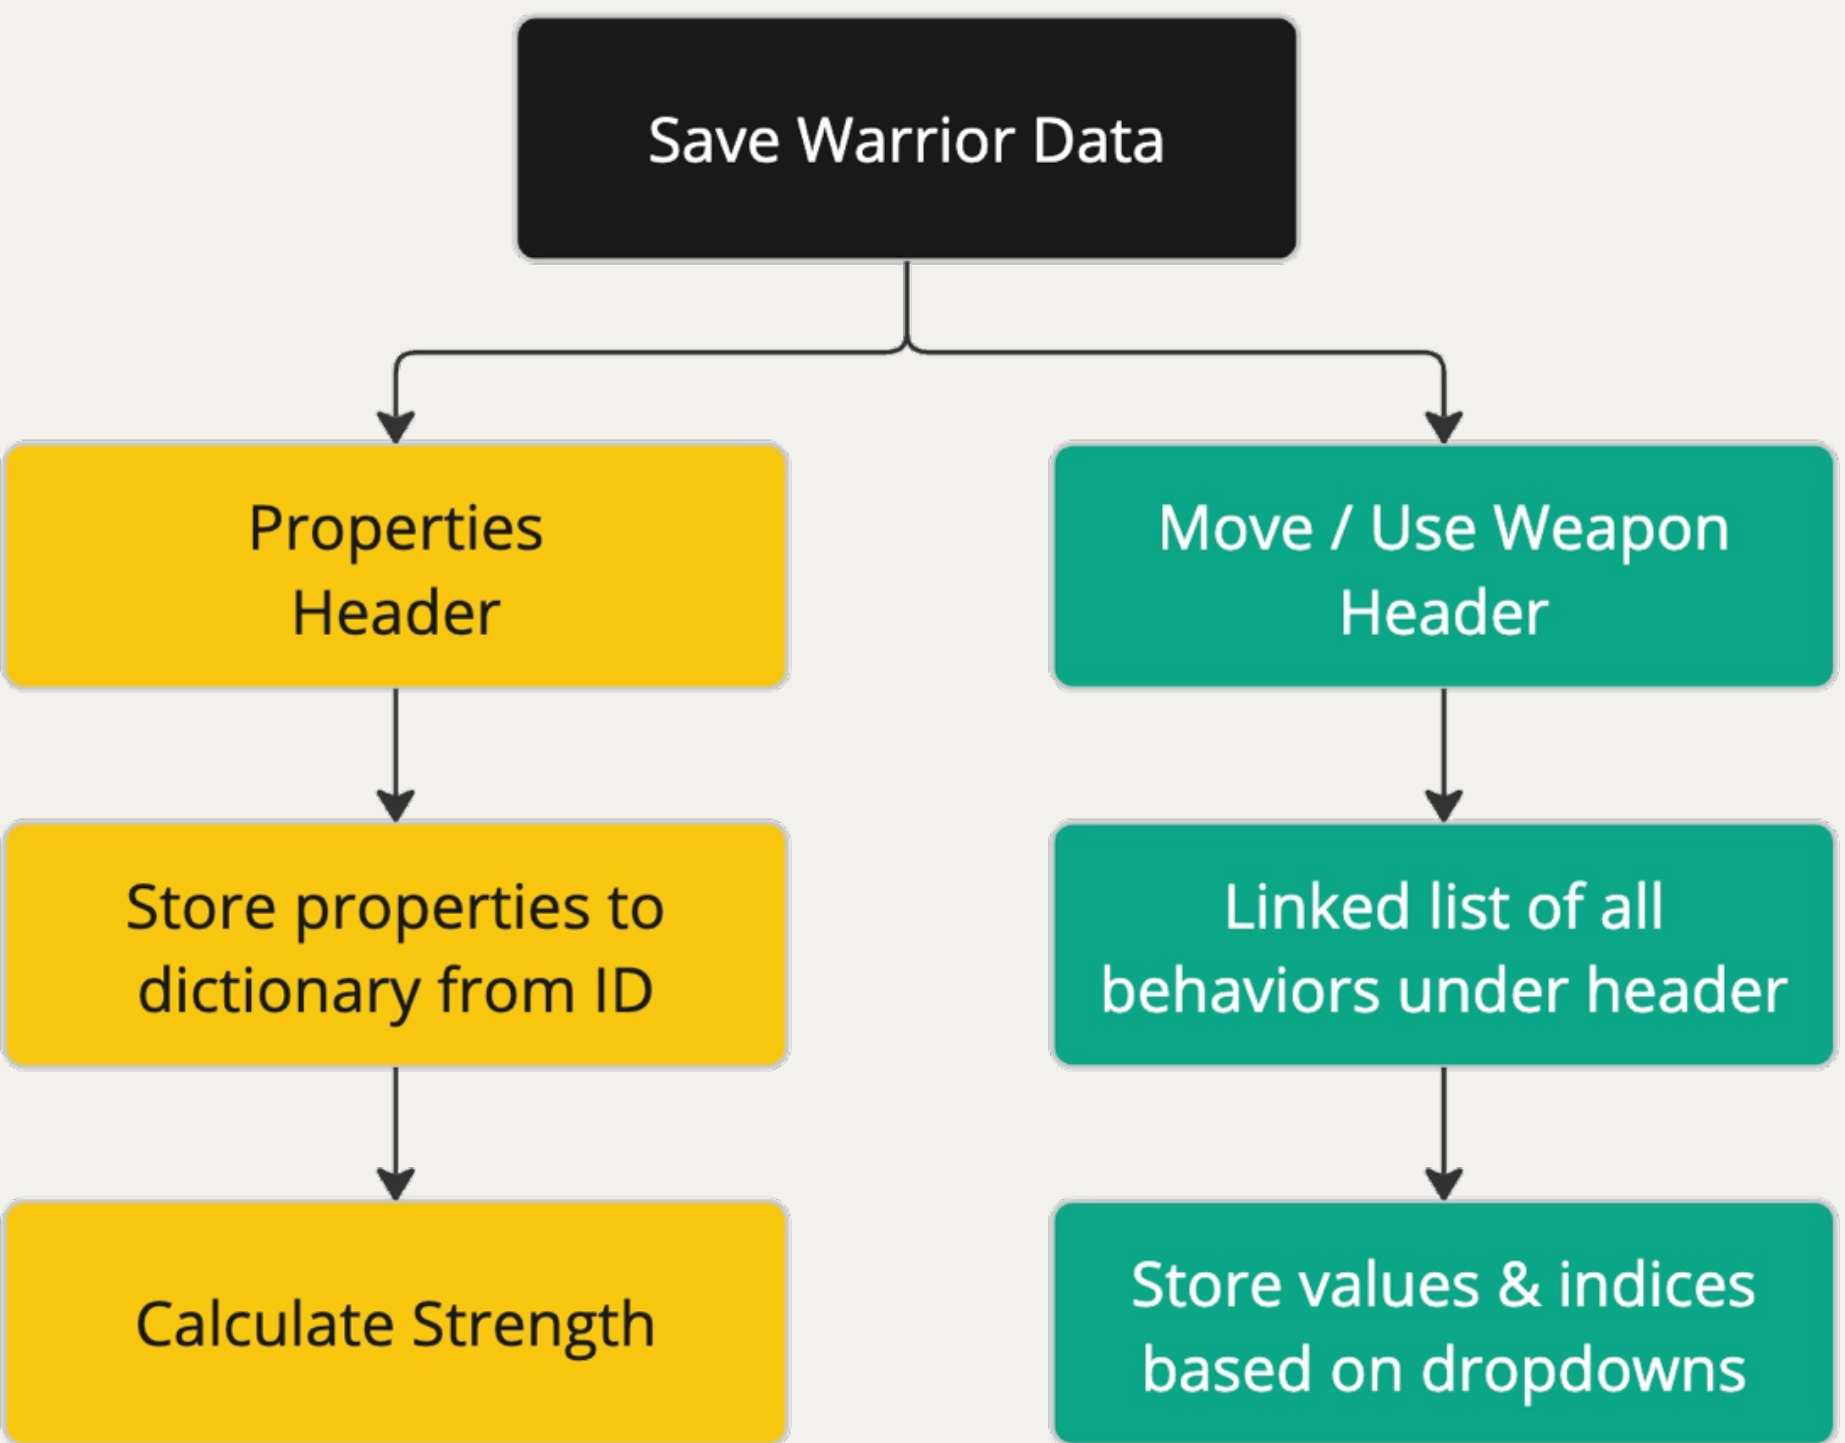 Save Warrior Data
Properties
Header
Move / Use Weapon
Header
Store properties to
dictionary from ID
Linked list of all
behaviors under header
Calculate Strength
Store values & indices
based on dropdowns